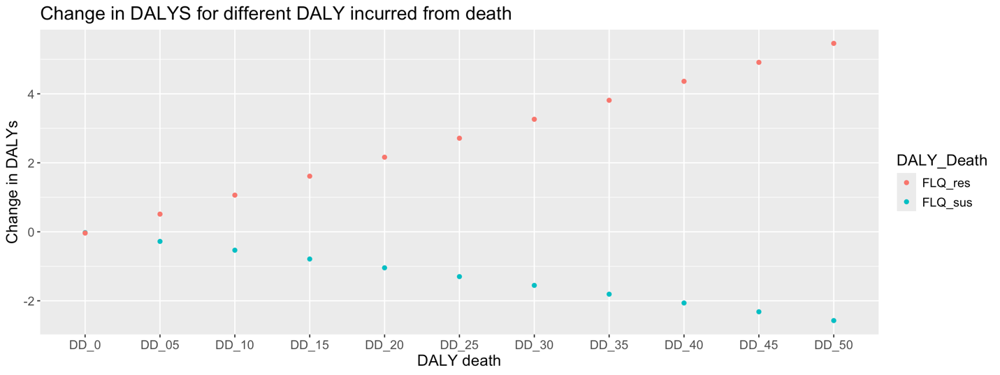 Change in DALYS for different DALY incurred from death
Change in DALYs
4
2
0
-2
DD_0 DD_05 DD_10 DD_15 DD_20 DD_25 DD_30 DD_35 DD_40 DD_45 DD_50
DALY death
DALY_Death
FLQ_res
FLQ_sus